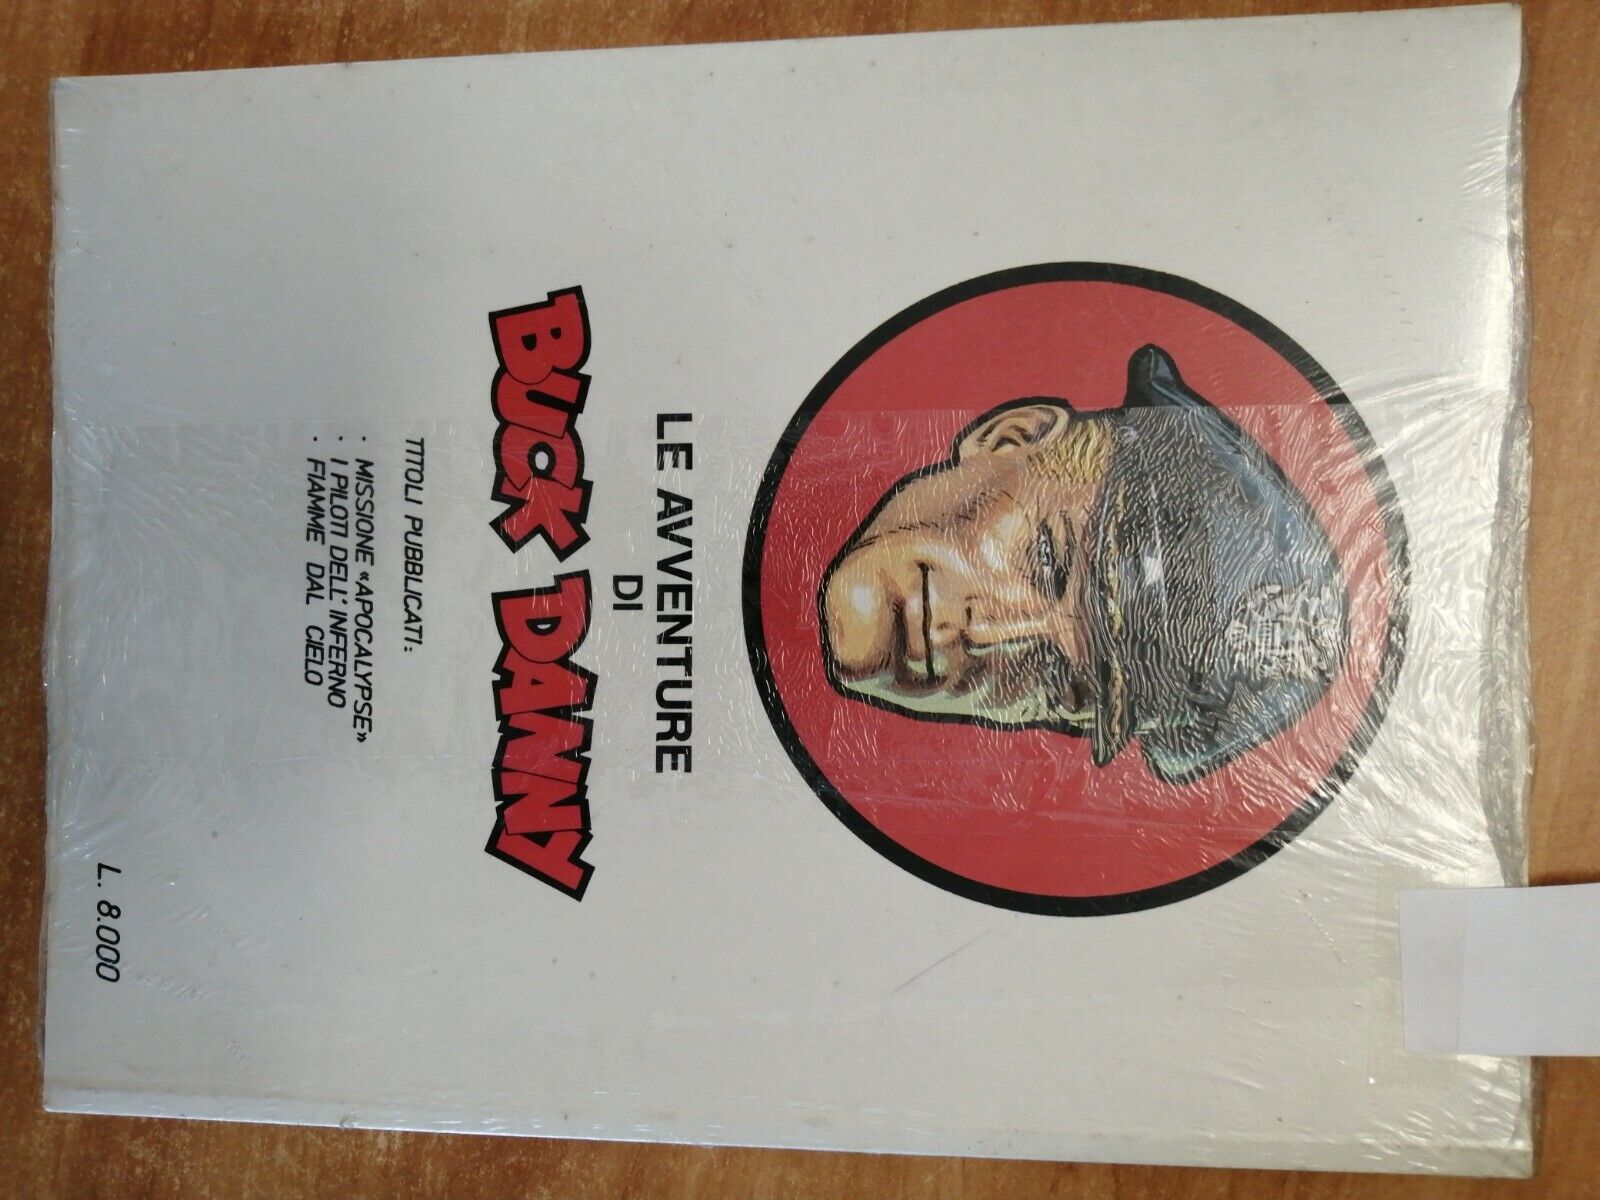 LE AVVENTURE
DI
BUCK DANNY
TITOLI PUBBLICATI:
· MISSIONE «APOCALYPSE»
· I PILOTI DELL'INFERNO
· FIAMME DAL CIELO
L. 8.000